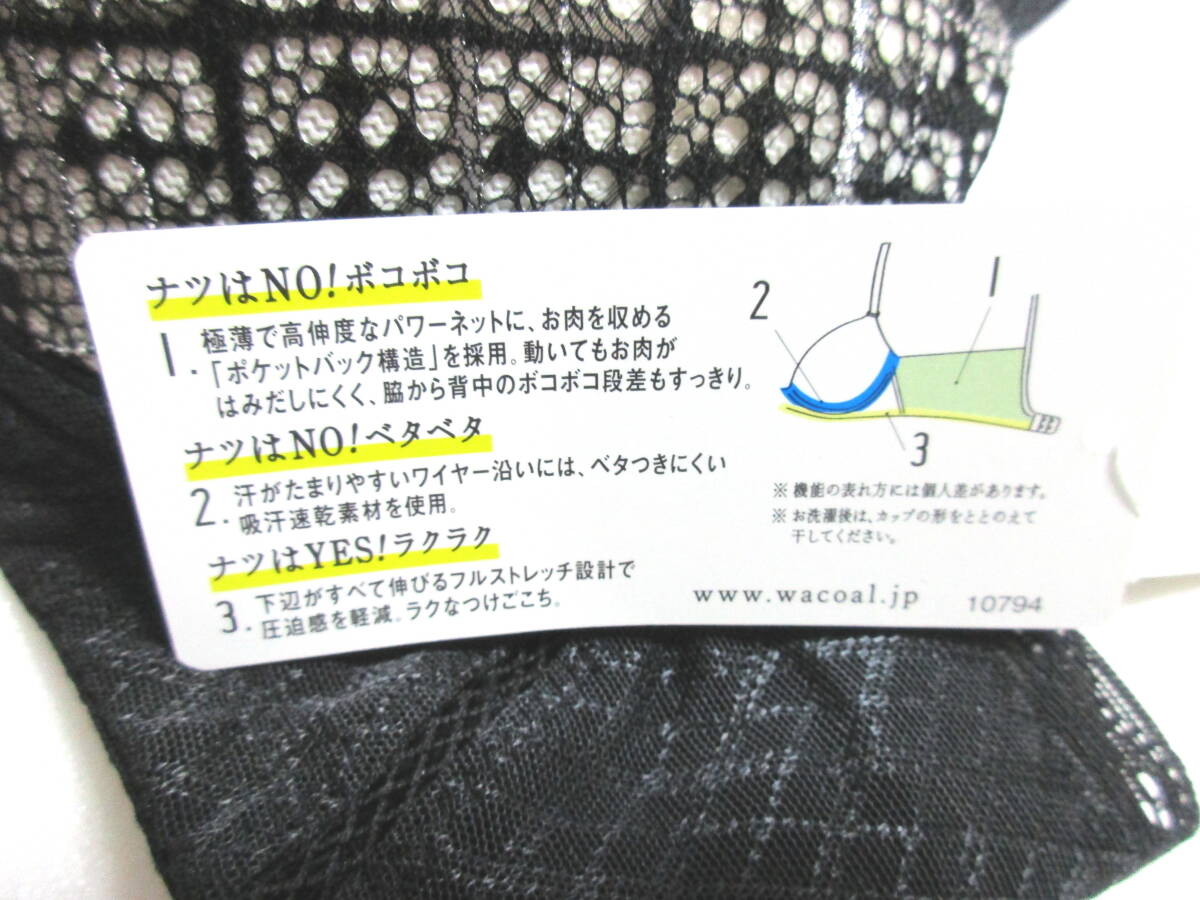 ナツはNO!ボコボコ
1.極薄で高伸度なパワーネットに、お肉を収める
「ポケットバック構造」を採用。動いてもお肉が
はみだしにくく、脇から背中のボコボコ段差もすっきり。
ナツはNO!ベタベタ
2.汗がたまりやすいワイヤー沿いには、ベタつきにくい
吸汗速乾素材を使用。
ナツはYES!ラクラク
3.下辺がすべて伸びるフルストレッチ設計で
圧迫感を軽減。ラクなつけごこち。
1
2
3
※機能の表れ方には個人差があります。
※お洗濯後は、カップの形をととのえて
干してください。
www.wacoal.jp 10794